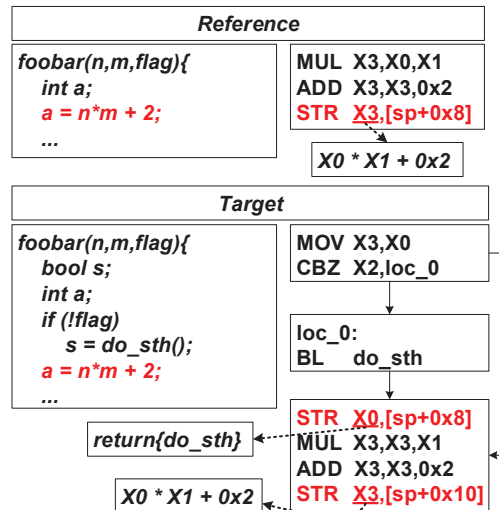 Reference
foobar(n,m,flag){
int a;
a = n*m + 2;
...
MUL X3,X0,X1
ADD X3,X3,0x2
STR X3,[sp+0x8]
X0 * X1 + 0x2
Target
foobar(n,m,flag){
bool s;
int a;
if (!flag)
s = do_sth();
a = n*m + 2;
...
MOV X3,X0
CBZ X2,loc_0
loc_0:
BL do_sth
STR X0,[sp+0x8]
MUL X3,X3,X1
ADD X3,X3,0x2
STR X3,[sp+0x10]
return{do_sth}
X0 * X1 + 0x2